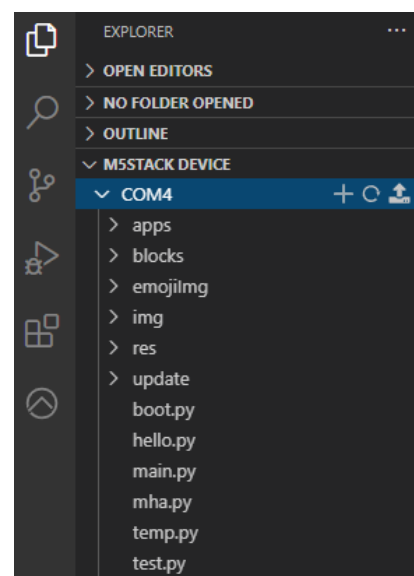 EXPLORER
OPEN EDITORS
NO FOLDER OPENED
OUTLINE
M5STACK DEVICE
COM4
apps
blocks
emojiImg
img
res
update
boot.py
hello.py
main.py
mha.py
temp.py
test.py